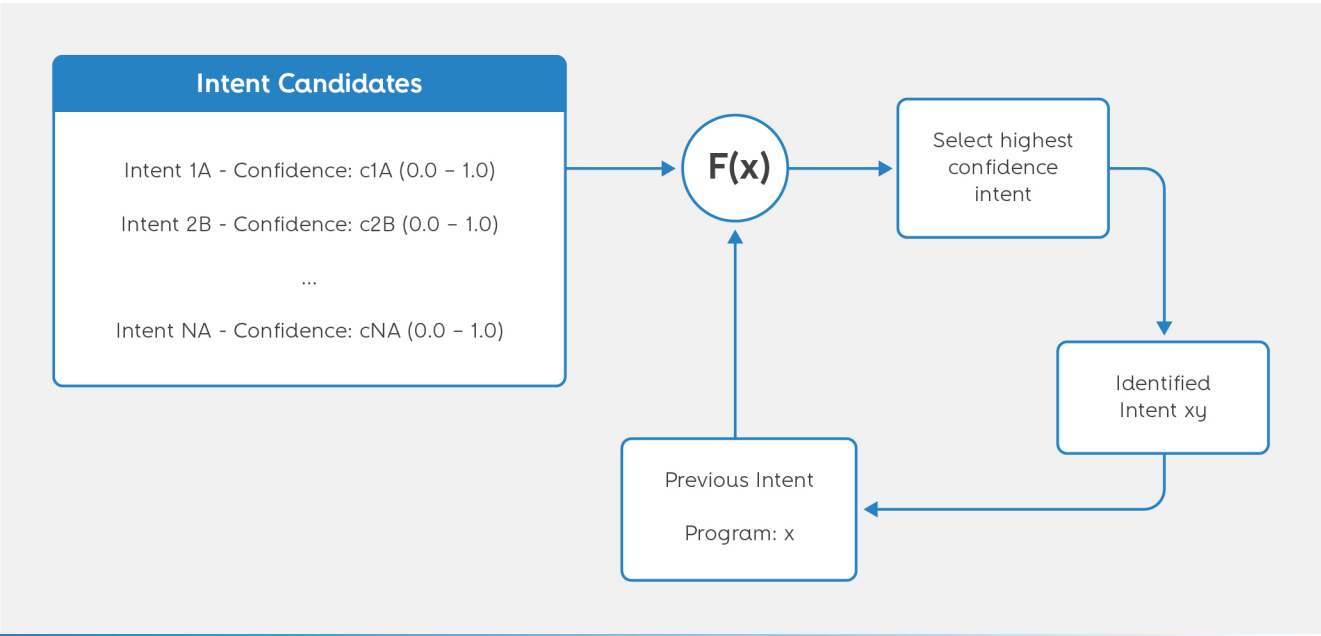 Intent Candidates
Intent 1A - Confidence: c1A (0.0 – 1.0)
Intent 2B - Confidence: c2B (0.0 – 1.0)
...
Intent NA - Confidence: cNA (0.0 – 1.0)
F(x)
Select highest
confidence
intent
Identified
Intent xy
Previous Intent
Program: x